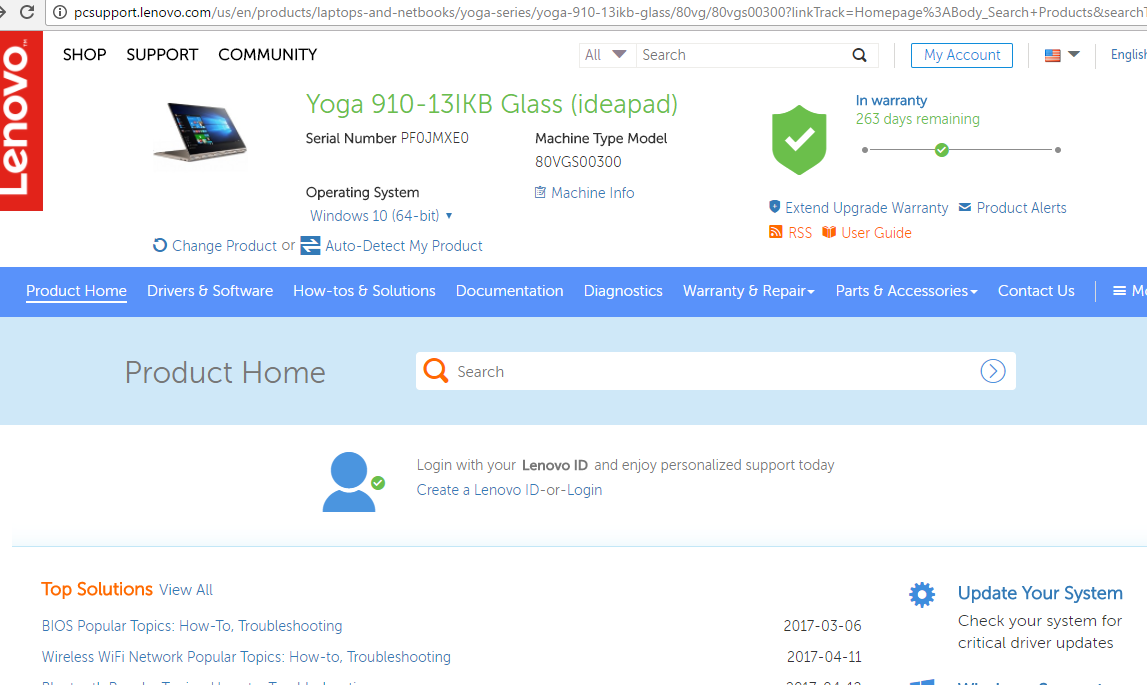 pcsupport.lenovo.com/us/en/products/laptops-and-netbooks/yoga-series/yoga-910-13ikb-glass/80vg/80vgs00300?linkTrack=Homepage%3ABody_Search+Products&search
Lenovo™
SHOP SUPPORT COMMUNITY All Search My Account English
Yoga 910-13IKB Glass (ideapad)
In warranty
263 days remaining
Serial Number PF0JMXE0
Machine Type Model
80VGS00300
Operating System
Machine Info
Windows 10 (64-bit)
Extend Upgrade Warranty Product Alerts
RSS User Guide
Change Product or Auto-Detect My Product
Product Home Drivers & Software How-tos & Solutions Documentation Diagnostics Warranty & Repair Parts & Accessories Contact Us
Product Home
Search
Login with your Lenovo ID and enjoy personalized support today
Create a Lenovo ID-or-Login
Top Solutions View All
Update Your System
Check your system for
critical driver updates
BIOS Popular Topics: How-To, Troubleshooting 2017-03-06
Wireless WiFi Network Popular Topics: How-to, Troubleshooting 2017-04-11